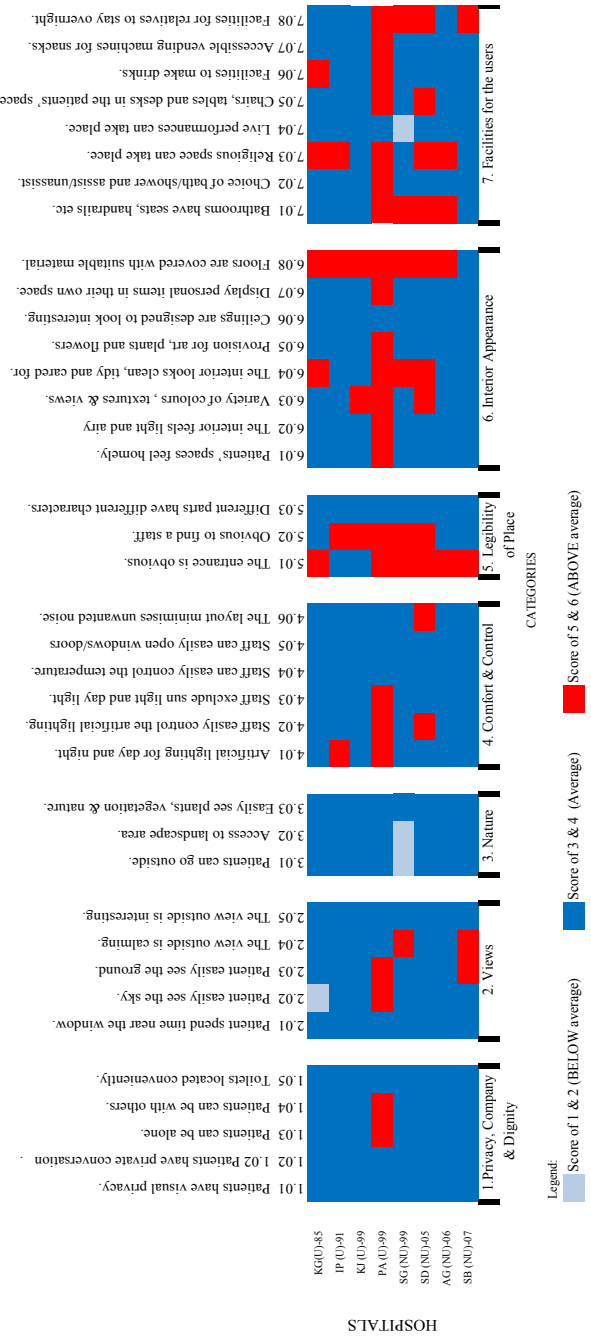 HOSPITALS
KG(U)-85
IP (U)-91
KJ (U)-99
PA (U)-99
SG (NU)-99
SD (NU)-05
AG (NU)-06
SB (NU)-07
1.01 Patients have visual privacy.
1.02 1.02 Patients have private conversation .
1.03 Patients can be alone.
1.04 Patients can be with others.
1.05 Toilets located conveniently.
1.Privacy, Company
& Dignity
2.01 Patient spend time near the window.
2.02 Patient easily see the sky.
2.03 Patient easily see the ground.
2.04 The view outside is calming.
2.05 The view outside is interesting.
2. Views
3.01 Patients can go outside.
3.02 Access to landscape area.
3.03 Easily see plants, vegetation & nature.
3. Nature
4.01 Artificial lighting for day and night.
4.02 Staff easily control the artificial lighting.
4.03 Staff exclude sun light and day light.
4.04 Staff can easily control the temperature.
4.05 Staff can easily open windows/doors
4.06 The layout minimises unwanted noise.
4. Comfort & Control
5.01 The entrance is obvious.
5.02 Obvious to find a staff.
5.03 Different parts have different characters.
5. Legibility
of Place
6.01 Patients’ spaces feel homely.
6.02 The interior feels light and airy
6.03 Variety of colours , textures & views.
6.04 The interior looks clean, tidy and cared for.
6.05 Provision for art, plants and flowers.
6.06 Ceilings are designed to look interesting.
6.07 Display personal items in their own space.
6.08 Floors are covered with suitable material.
6. Interior Appearance
7.01 Bathrooms have seats, handrails etc.
7.02 Choice of bath/shower and assist/unassist.
7.03 Religious space can take place.
7.04 Live performances can take place.
7.05 Chairs, tables and desks in the patients’ space
7.06 Facilities to make drinks.
7.07 Accessible vending machines for snacks.
7.08 Facilities for relatives to stay overnight.
7. Facilities for the users
CATEGORIES
Legend:
Score of 1 & 2 (BELOW average)
Score of 3 & 4 (Average)
Score of 5 & 6 (ABOVE average)